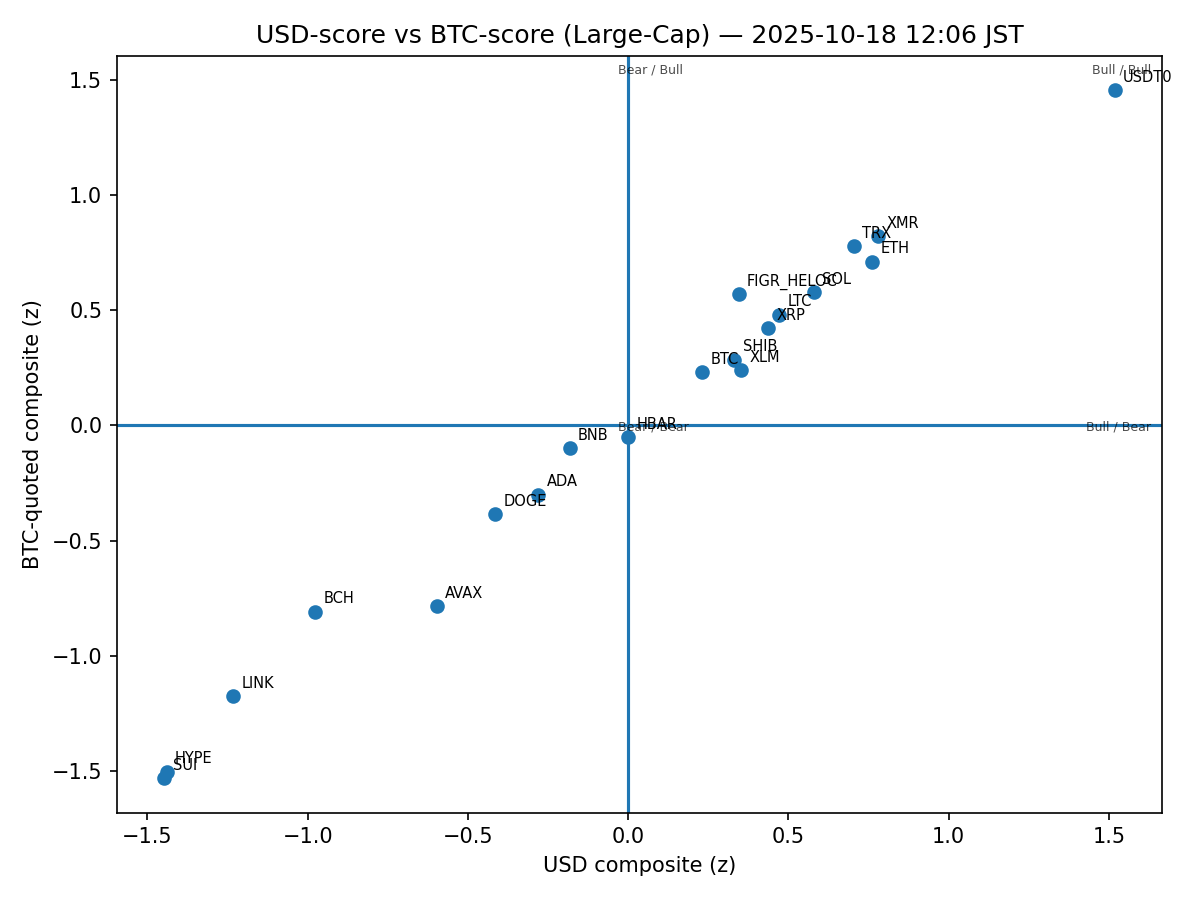 USD-score vs BTC-score (Large-Cap) — 2025-10-18 12:06 JST
Bear / Bull
Bull / Bull
USDT0
1.5
XMR
TRX
ETH
1.0
FIGR_HELOC
SOL
LTC
XRP
0.5
SHIB
BTC
XLM
HBAR
0.0
Bear / Bear
Bull / Bear
BNB
ADA
DOGE
−0.5
AVAX
BCH
−1.0
LINK
HYPE
SUI
−1.5
BTC-quoted composite (z)
−1.5
−1.0
−0.5
0.0
0.5
1.0
1.5
USD composite (z)